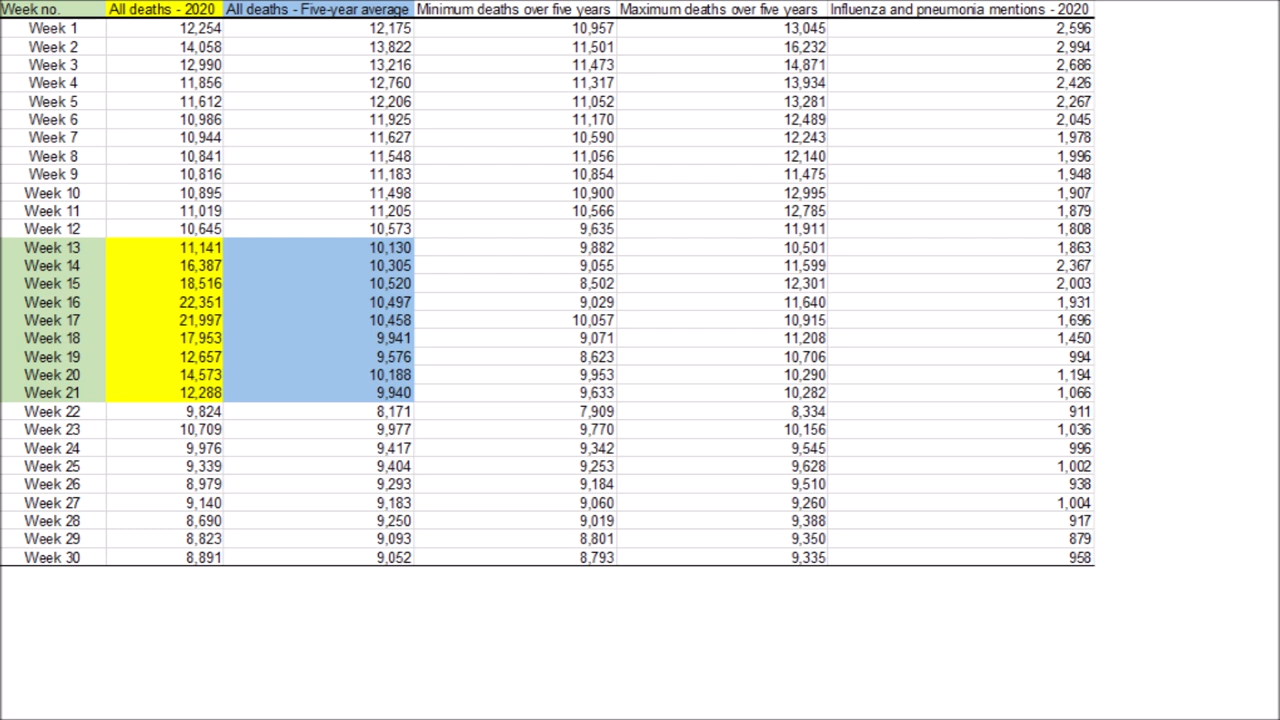 Week no. All deaths - 2020 All deaths - Five-year average Minimum deaths over five years Maximum deaths over five years Influenza and pneumonia mentions - 2020
Week 1 12,254 12,175 10,957 13,045 2,596
Week 2 14,058 13,822 11,501 16,232 2,994
Week 3 12,990 13,216 11,473 14,871 2,686
Week 4 11,856 12,760 11,317 13,934 2,426
Week 5 11,612 12,206 11,052 13,281 2,267
Week 6 10,986 11,925 11,170 12,489 2,045
Week 7 10,944 11,627 10,590 12,243 1,978
Week 8 10,841 11,548 11,056 12,140 1,996
Week 9 10,816 11,183 10,854 11,475 1,948
Week 10 10,895 11,498 10,900 12,995 1,907
Week 11 11,019 11,205 10,566 12,785 1,879
Week 12 10,645 10,573 9,635 11,911 1,808
Week 13 11,141 10,130 9,882 10,501 1,863
Week 14 16,387 10,305 9,055 11,599 2,367
Week 15 18,516 10,520 8,502 12,301 2,003
Week 16 22,351 10,497 9,029 11,640 1,931
Week 17 21,997 10,458 10,057 10,915 1,696
Week 18 17,953 9,941 9,071 11,208 1,450
Week 19 12,657 9,576 8,623 10,706 994
Week 20 14,573 10,188 9,953 10,290 1,194
Week 21 12,288 9,940 9,633 10,282 1,066
Week 22 9,824 8,171 7,909 8,334 911
Week 23 10,709 9,977 9,770 10,156 1,036
Week 24 9,976 9,417 9,342 9,545 996
Week 25 9,339 9,404 9,253 9,628 1,002
Week 26 8,979 9,293 9,184 9,510 938
Week 27 9,140 9,183 9,060 9,260 1,004
Week 28 8,690 9,250 9,019 9,388 917
Week 29 8,823 9,093 8,801 9,350 879
Week 30 8,891 9,052 8,793 9,335 958